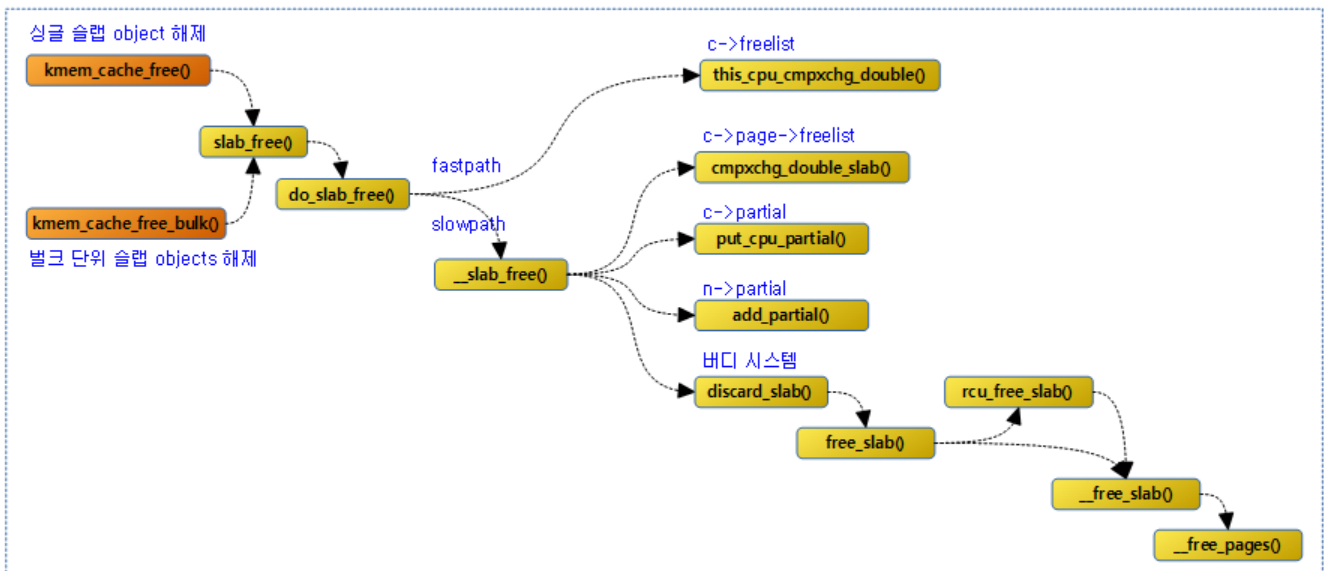 싱글 슬랩 object 해제
kmem_cache_free()
slab_free()
kmem_cache_free_bulk()
벌크 단위 슬랩 objects 해제
do_slab_free()
fastpath
slowpath
__slab_free()
c->freelist
this_cpu_cmpxchg_double()
c->page->freelist
cmpxchg_double_slab()
c->partial
put_cpu_partial()
n->partial
add_partial()
버디 시스템
discard_slab()
free_slab()
rcu_free_slab()
__free_slab()
__free_pages()